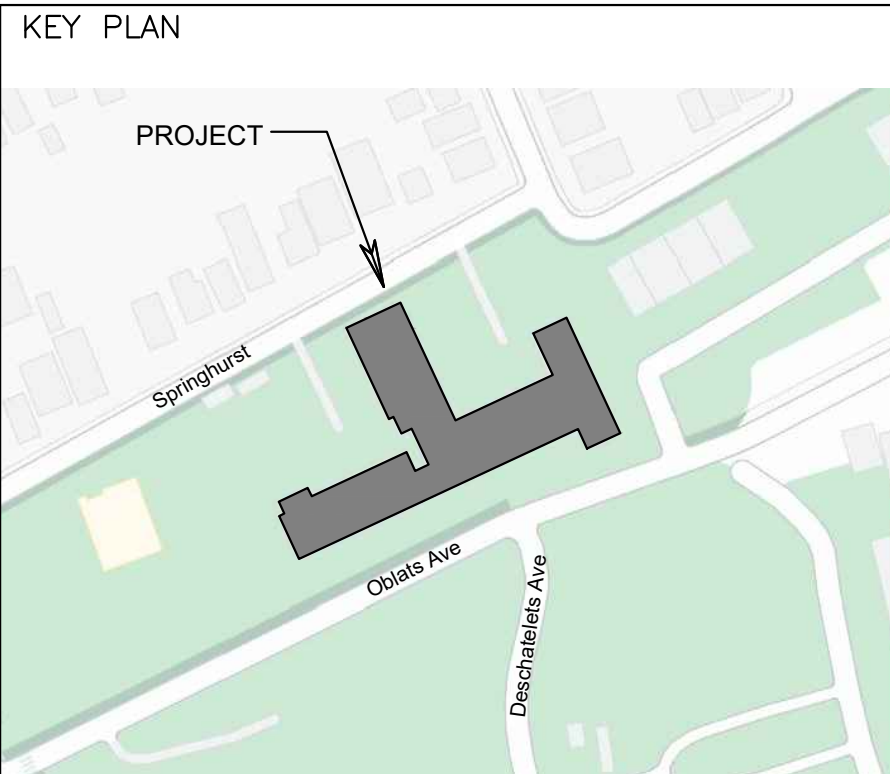 KEY PLAN
PROJECT
Springhurst
Oblats Ave
Deschatelets Ave